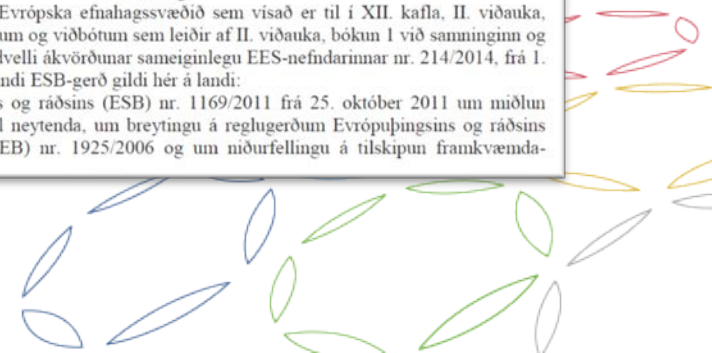 Evrópska efnahagssvæðið sem vísað er til í XII. kafla, II. viðauka,
um og viðbótum sem leiðir af II. viðauka, bókun 1 við samninginn og
velli ákvörðunar sameiginlegu EES-nefndarinnar nr. 214/2014, frá 1.
ndi ESB-gerð gildi hér á landi:
s og ráðsins (ESB) nr. 1169/2011 frá 25. október 2011 um miðlun
l neytenda, um breytingu á reglugerðum Evrópuþingsins og ráðsins
EB) nr. 1925/2006 og um niðurfellingu á tilskipun framkvæmda-